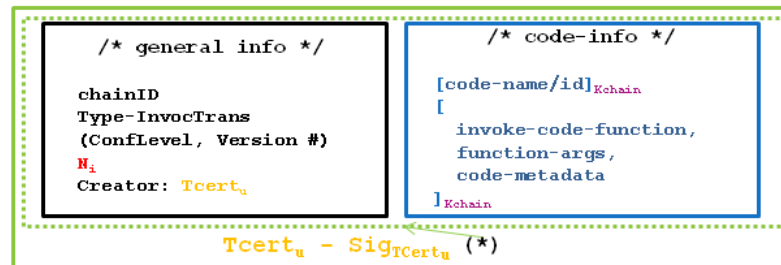 /* general info */
chainID
Type-InvocTrans
(ConfLevel, Version #)
Ni
Creator: Tcertu
/* code-info */
[code-name/id]Kchain
[
invoke-code-function,
function-args,
code-metadata
]Kchain
Tcertu - SigTCertu (*)